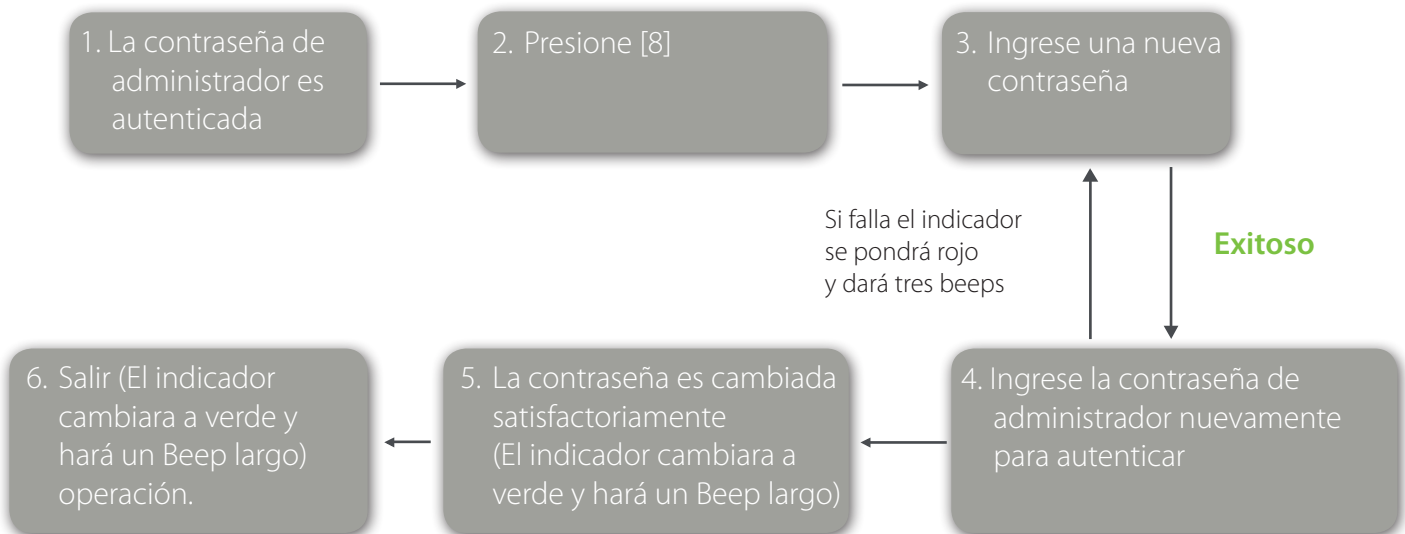 1. La contraseña de
administrador es
autenticada
2. Presione [8]
3. Ingrese una nueva
contraseña
Si falla el indicador
se pondrá rojo
y dará tres beeps
Exitoso
4. Ingrese la contraseña de
administrador nuevamente
para autenticar
5. La contraseña es cambiada
satisfactoriamente
(El indicador cambiara a
verde y hará un Beep largo)
6. Salir (El indicador
cambiara a verde y
hará un Beep largo)
operación.